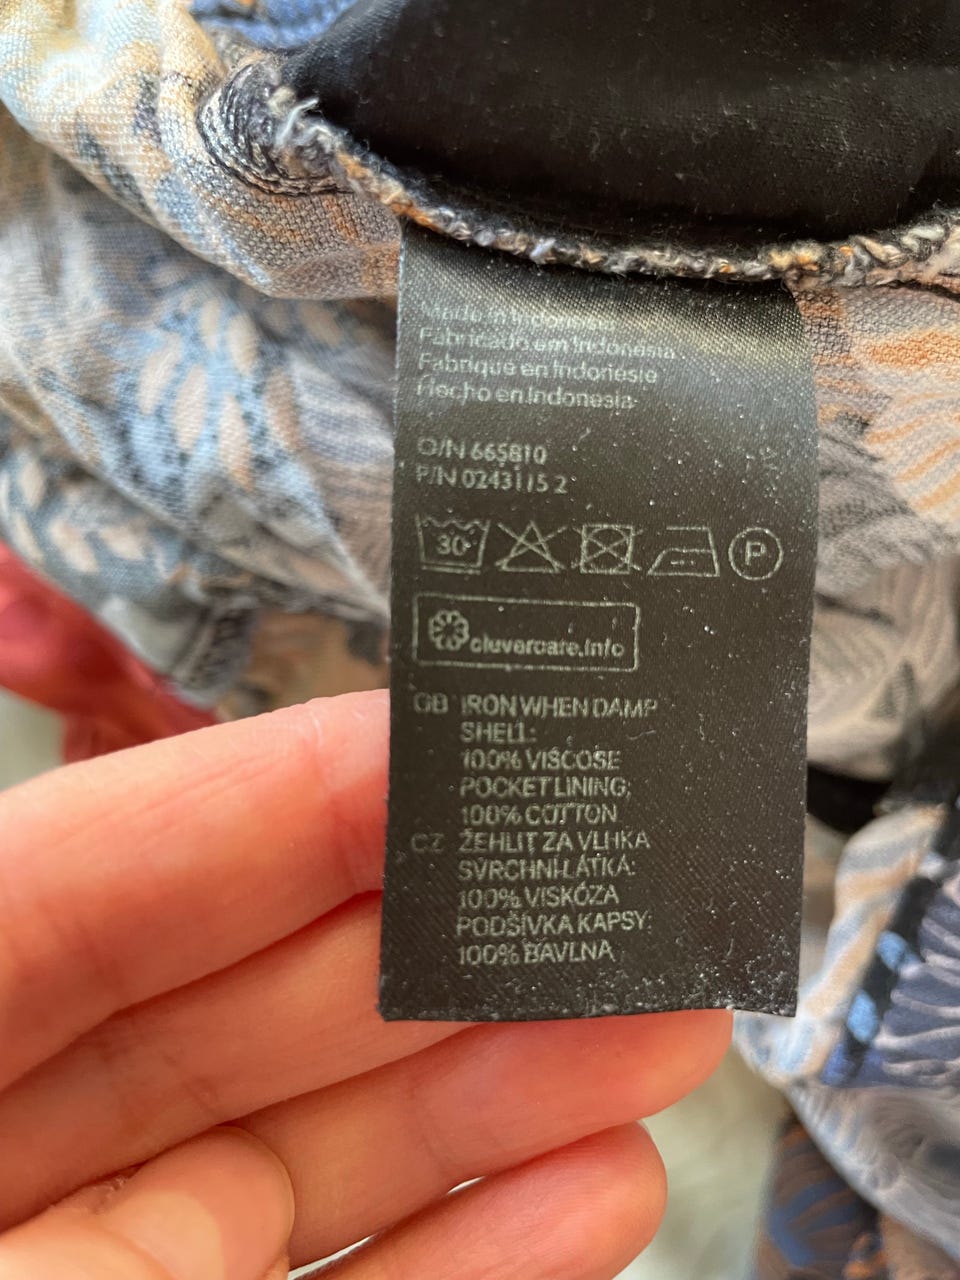 Made in Indonesia
Fabricado em Indonésia
Fabriqué en Indonésie
Hecho en Indonesia
O/N 665810
P/N 0243115 2
30°
P
clevercare.info
GB IRON WHEN DAMP
SHELL:
100% VISCOSE
POCKET LINING:
100% COTTON
CZ ŽEHLIT ZA VLHKA
SVRCHNÍ LÁTKA:
100% VISKÓZA
PODŠÍVKA KAPSY:
100% BAVLNA